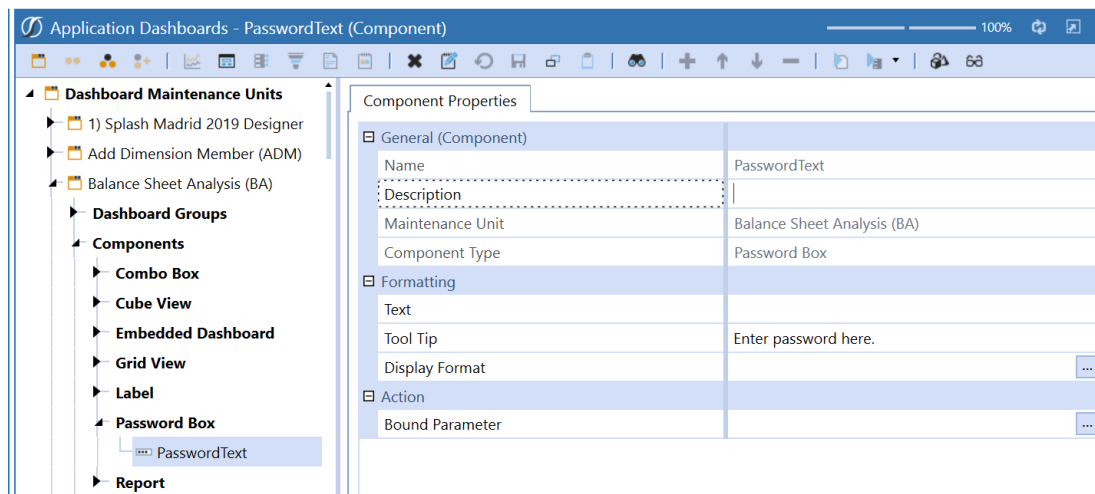 Application Dashboards - PasswordText (Component)
100%
Dashboard Maintenance Units
1) Splash Madrid 2019 Designer
Add Dimension Member (ADM)
Balance Sheet Analysis (BA)
Dashboard Groups
Components
Combo Box
Cube View
Embedded Dashboard
Grid View
Label
Password Box
PasswordText
Report
Component Properties
General (Component)
Name PasswordText
Description
Maintenance Unit Balance Sheet Analysis (BA)
Component Type Password Box
Formatting
Text
Tool Tip Enter password here.
Display Format ...
Action
Bound Parameter ...